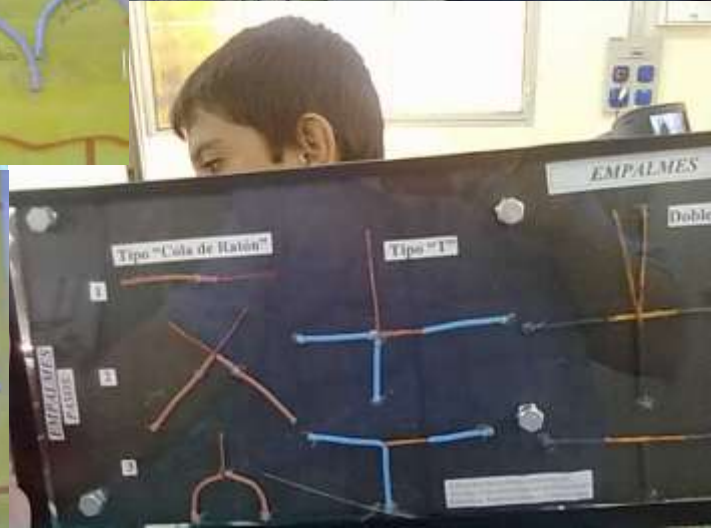 EMPALMES
Tipo "Cola de Ratón"
Tipo "T"
Doble
1
2
3
EMPALMES
PASOS